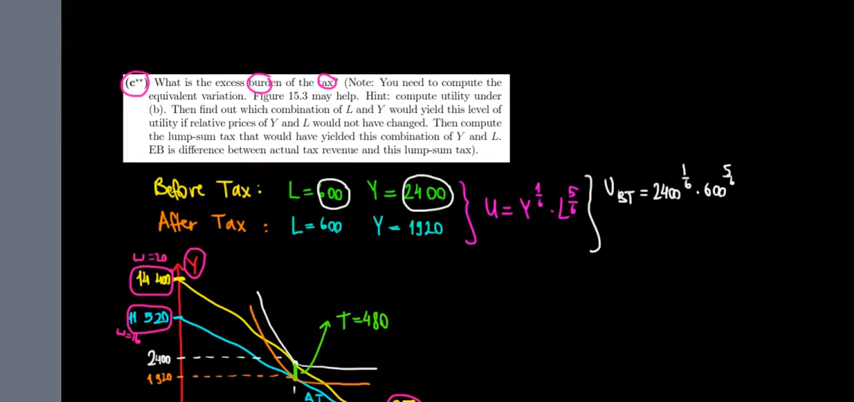 (c**) What is the excess burden of the tax? (Note: You need to compute the
equivalent variation. Figure 15.3 may help. Hint: compute utility under
(b). Then find out which combination of L and Y would yield this level of
utility if relative prices of Y and L would not have changed. Then compute
the lump-sum tax that would have yielded this combination of Y and L.
EB is difference between actual tax revenue and this lump-sum tax).
Before Tax: L=600 Y=2400
After Tax: L=600 Y=1920
U=Y^1/6 · L^5/6
U_BT = 2400^1/6 · 600^5/6
w=20 Y
14 400
11 520
w=16
T=480
2400
1920
AT